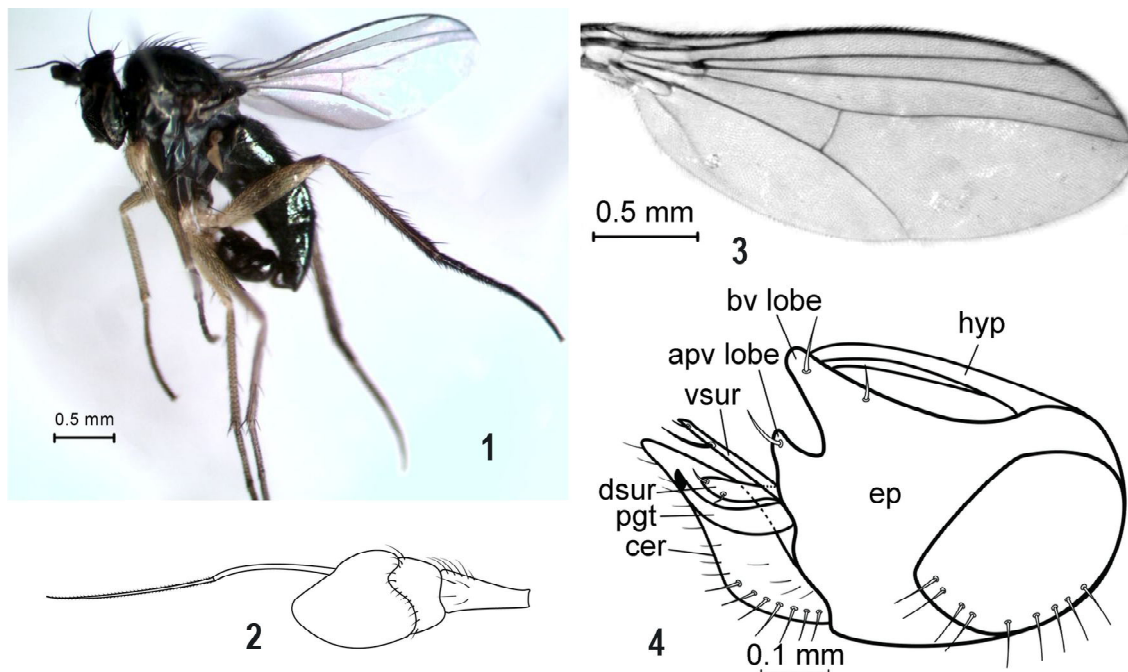 0.5 mm
1
2
0.5 mm
3
bv lobe
hyp
apv lobe
vsur
dsur
ep
pgt
cer
0.1 mm
4